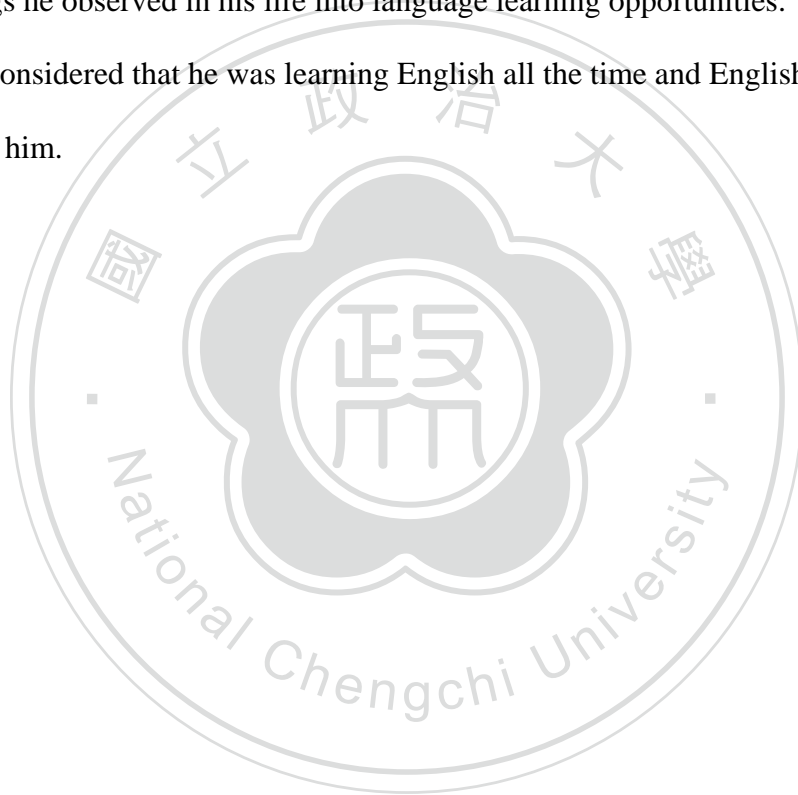 gs he observed in his life into language learning opportunities.
onsidered that he was learning English all the time and English
him.
國立政治大學
政
National Chengchi University